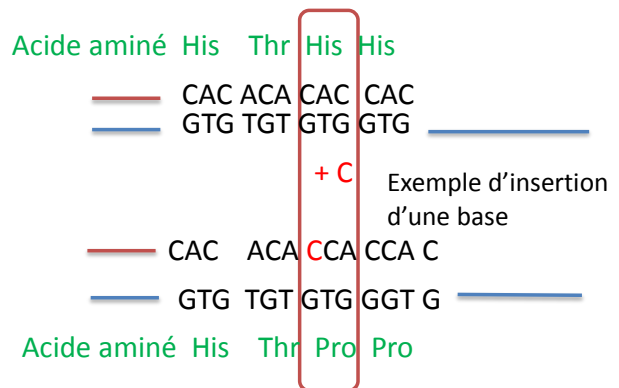 Acide aminé His Thr His His
CAC ACA CAC CAC
GTG TGT GTG GTG
+ C
Exemple d'insertion
d'une base
CAC ACA CCA CCA C
GTG TGT GTG GGT G
Acide aminé His Thr Pro Pro